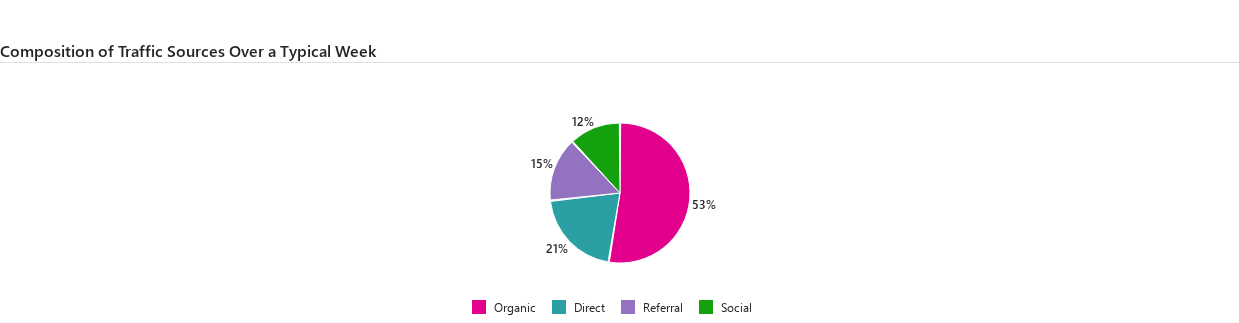 Composition of Traffic Sources Over a Typical Week
12%
15%
53%
21%
Organic Direct Referral Social